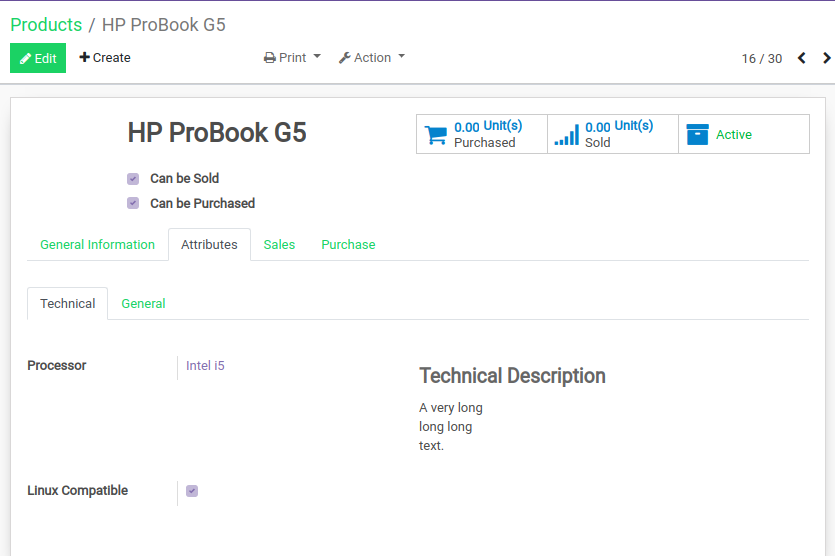 Products / HP ProBook G5
Edit Create Print Action 16 / 30
HP ProBook G5
0.00 Unit(s)
Purchased
0.00 Unit(s)
Sold
Active
Can be Sold
Can be Purchased
General Information Attributes Sales Purchase
Technical General
Processor Intel i5
Technical Description
A very long
long long
text.
Linux Compatible